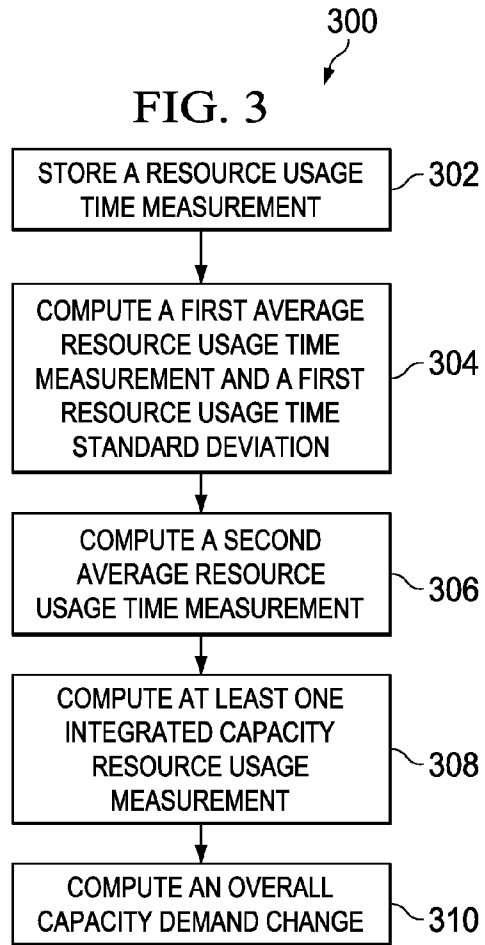 300
FIG. 3
STORE A RESOURCE USAGE
TIME MEASUREMENT
302
COMPUTE A FIRST AVERAGE
RESOURCE USAGE TIME
MEASUREMENT AND A FIRST
RESOURCE USAGE TIME
STANDARD DEVIATION
304
COMPUTE A SECOND
AVERAGE RESOURCE
USAGE TIME MEASUREMENT
306
COMPUTE AT LEAST ONE
INTEGRATED CAPACITY
RESOURCE USAGE
MEASUREMENT
308
COMPUTE AN OVERALL
CAPACITY DEMAND CHANGE
310